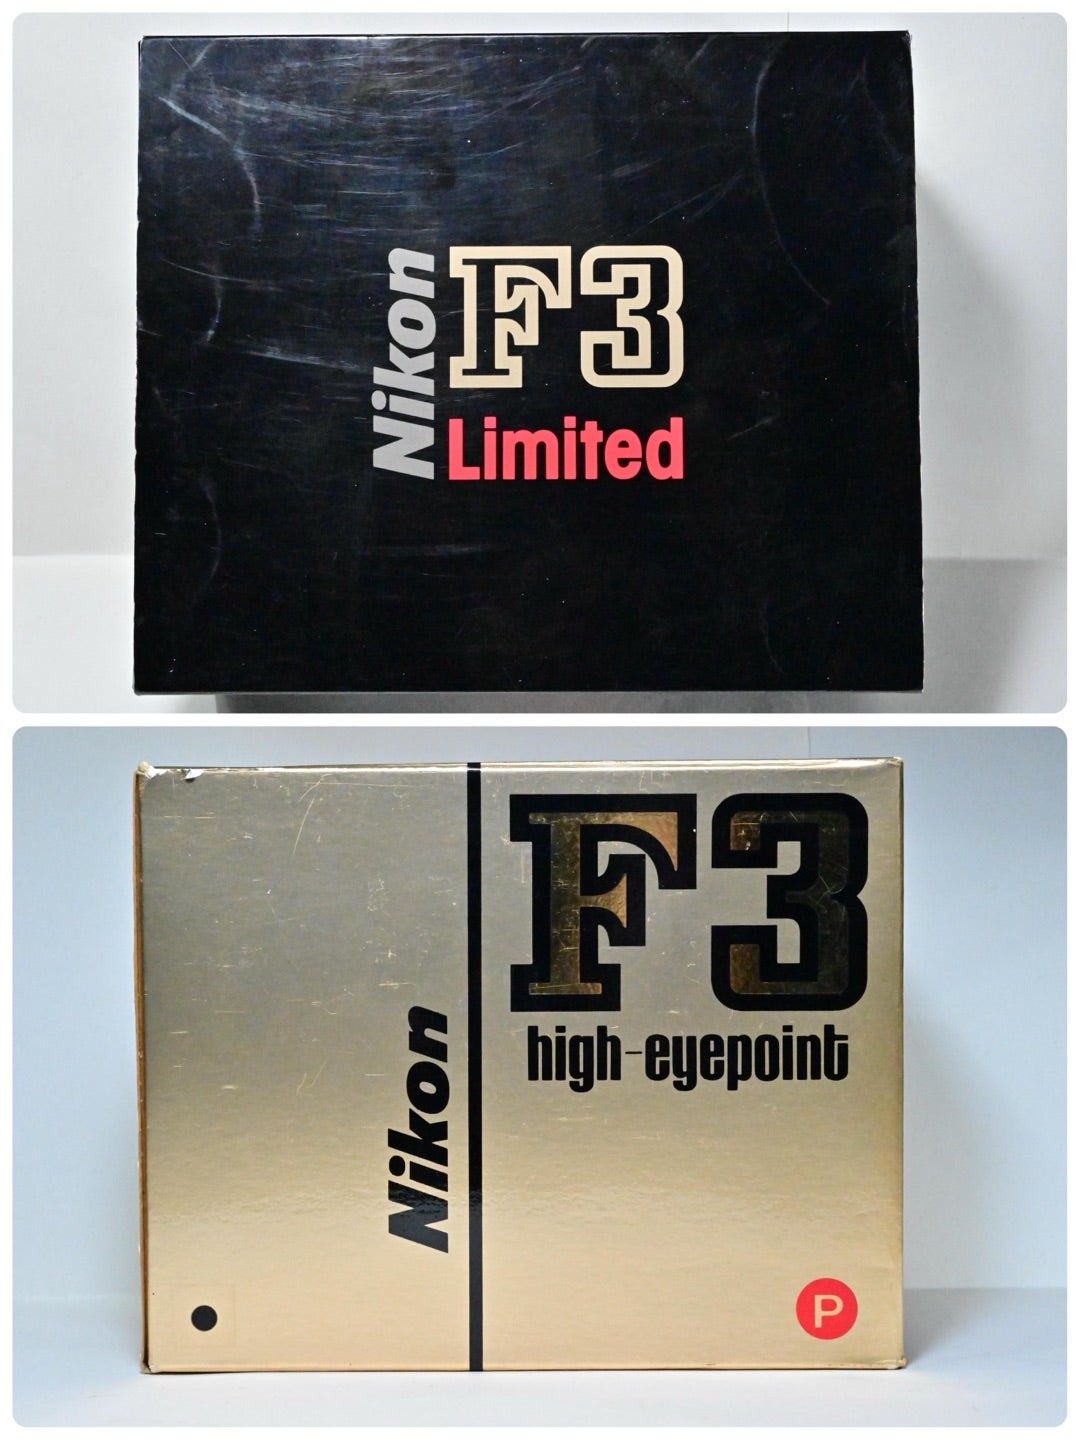 Nikon
F3
Limited
F3
high-eyepoint
Nikon
P